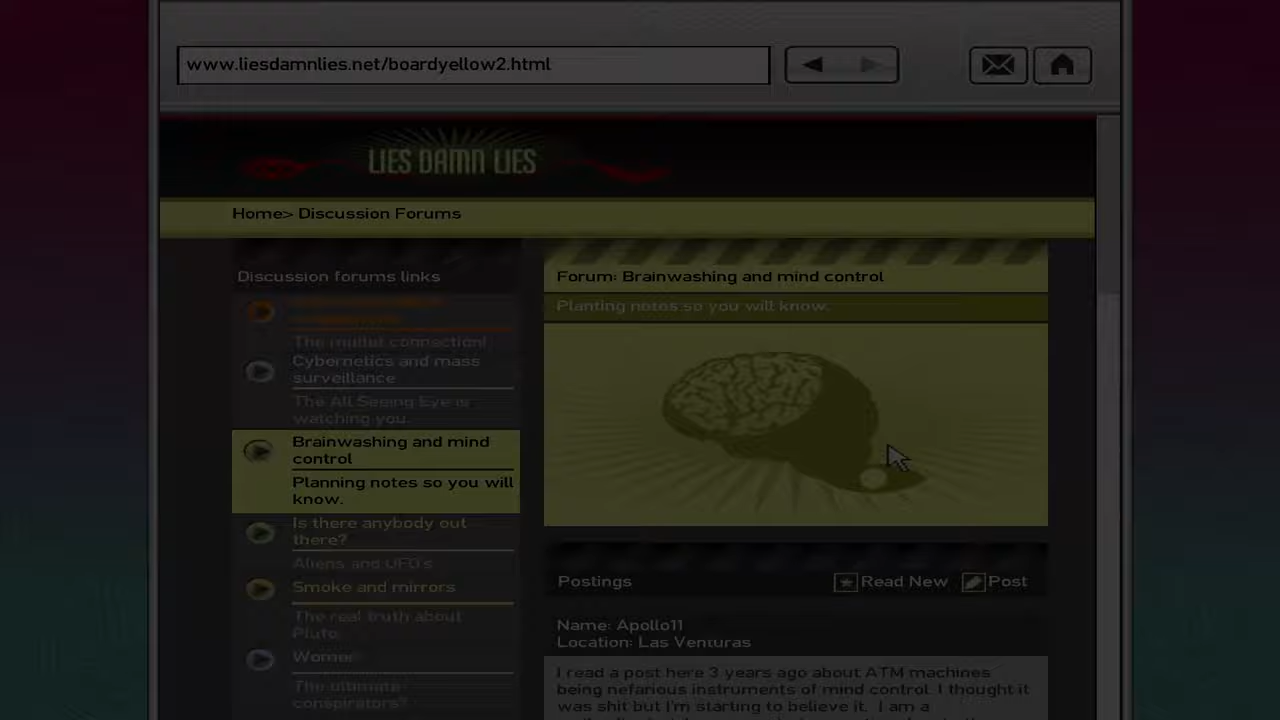 www.liesdamnlies.net/boardyellow2.html
LIES DAMN LIES
Home> Discussion Forums
Discussion forums links
The multel connection!
Cybernetics and mass
surveillance
The All Seeing Eye is
watching you.
Brainwashing and mind
control
Planning notes so you will
know.
Is there anybody out
there?
Aliens and UFO's
Smoke and mirrors
The real truth about
Pluto.
Women
The ultimate
conspirators?
Forum: Brainwashing and mind control
Planting notes so you will know.
Postings
Read New
Post
Name: Apollo11
Location: Las Venturas
I read a post here 3 years ago about ATM machines
being nefarious instruments of mind control. I thought it
was shit but I'm starting to believe it. I am a